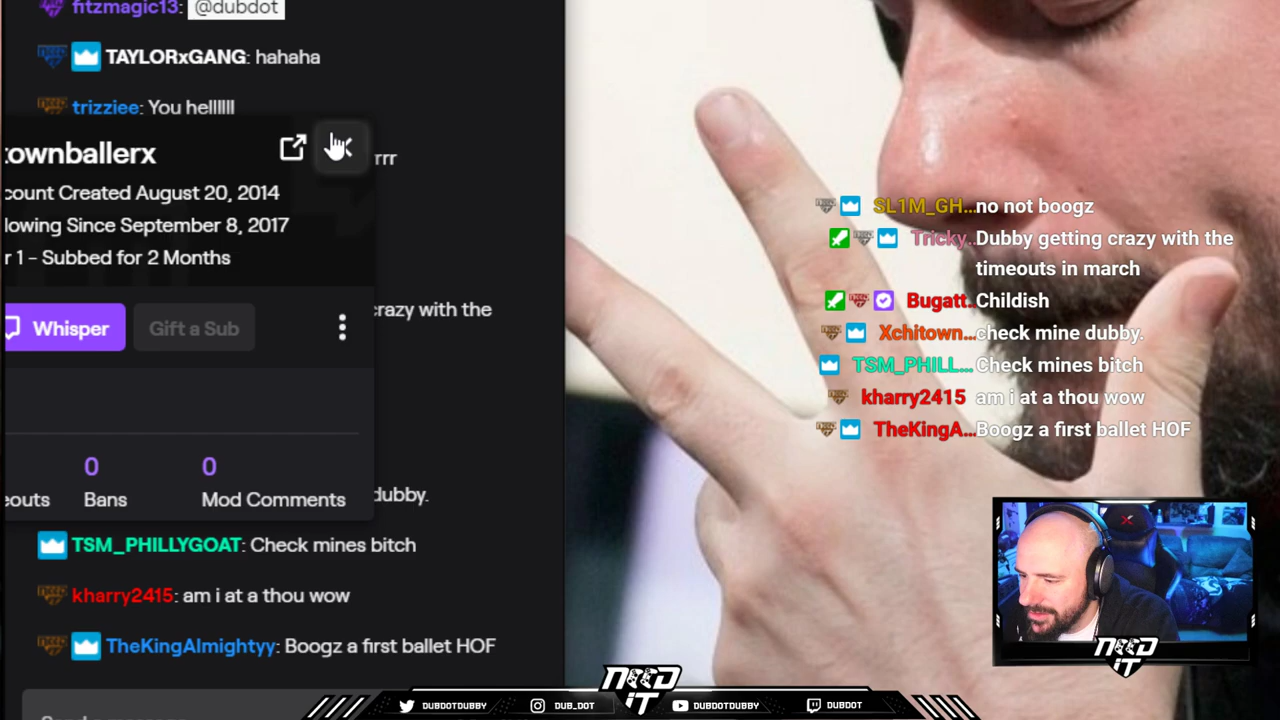 fitzmagic13: @dubdot
TAYLORxGANG: hahaha
trizziee: You hellllll
rrr
ownballerx
count Created August 20, 2014
lowing Since September 8, 2017
r 1 - Subbed for 2 Months
crazy with the
Whisper
Gift a Sub
0
0
eouts
Bans
Mod Comments
dubby.
TSM_PHILLYGOAT: Check mines bitch
kharry2415: am i at a thou wow
TheKingAlmightyy: Boogz a first ballet HOF
SL1M_GH...no not boogz
Tricky..Dubby getting crazy with the
timeouts in march
Bugatt..Childish
Xchitown...check mine dubby.
TSM_PHILL...Check mines bitch
kharry2415 am i at a thou wow
TheKingA...Boogz a first ballet HOF
NEED
IT
NEED
IT
DUBDOTDUBBY
DUB_DOT
DUBDOTDUBBY
DUBDOT